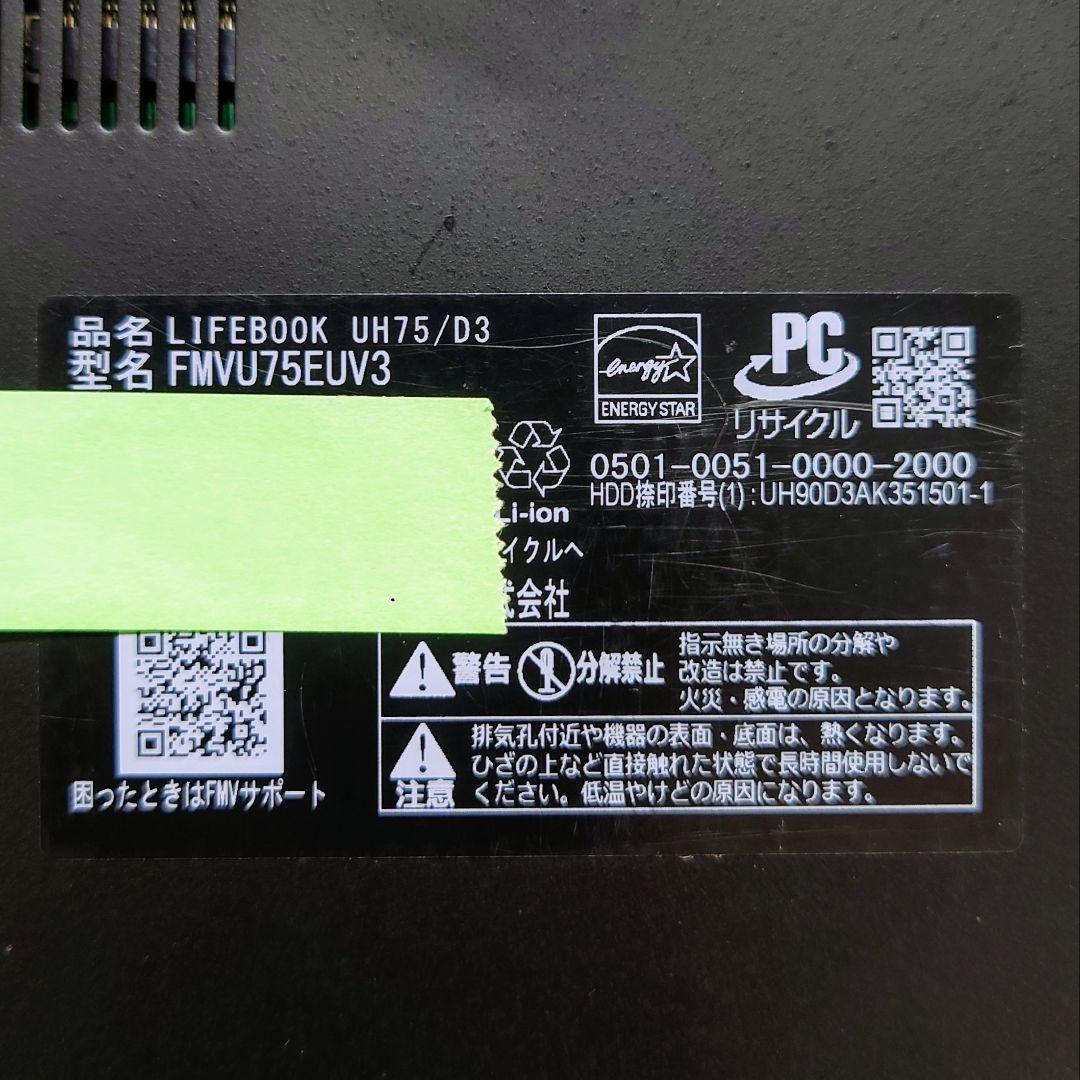 品名 LIFEBOOK UH75/D3
型名 FMVU75EUV3
energy
ENERGY STAR
PC
リサイクル
0501-0051-0000-2000
HDD捺印番号(1):UH90D3AK351501-1
Li-ion
イクルへ
式会社
警告 分解禁止
指示無き場所の分解や
改造は禁止です。
火災・感電の原因となります。
注意
排気孔付近や機器の表面・底面は、熱くなります。
ひざの上など直接触れた状態で長時間使用しないで
ください。低温やけどの原因になります。
困ったときはFMVサポート